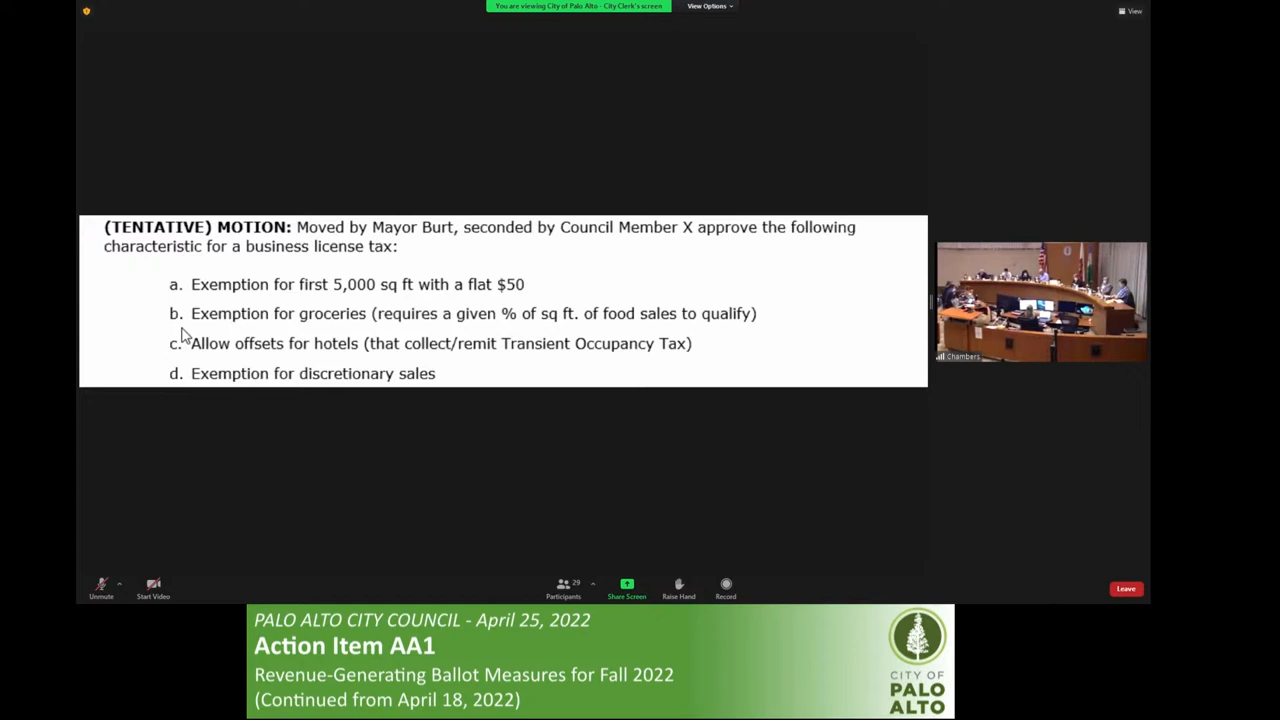 You are viewing City of Palo Alto - City Clerk's screen
View Options
View
(TENTATIVE) MOTION: Moved by Mayor Burt, seconded by Council Member X approve the following
characteristic for a business license tax:
a. Exemption for first 5,000 sq ft with a flat $50
b. Exemption for groceries (requires a given % of sq ft. of food sales to qualify)
c. Allow offsets for hotels (that collect/remit Transient Occupancy Tax)
d. Exemption for discretionary sales
Chambers
29
Unmute
Start Video
Participants
Share Screen
Raise Hand
Record
Leave
PALO ALTO CITY COUNCIL - April 25, 2022
Action Item AA1
Revenue-Generating Ballot Measures for Fall 2022
(Continued from April 18, 2022)
CITY OF
PALO
ALTO